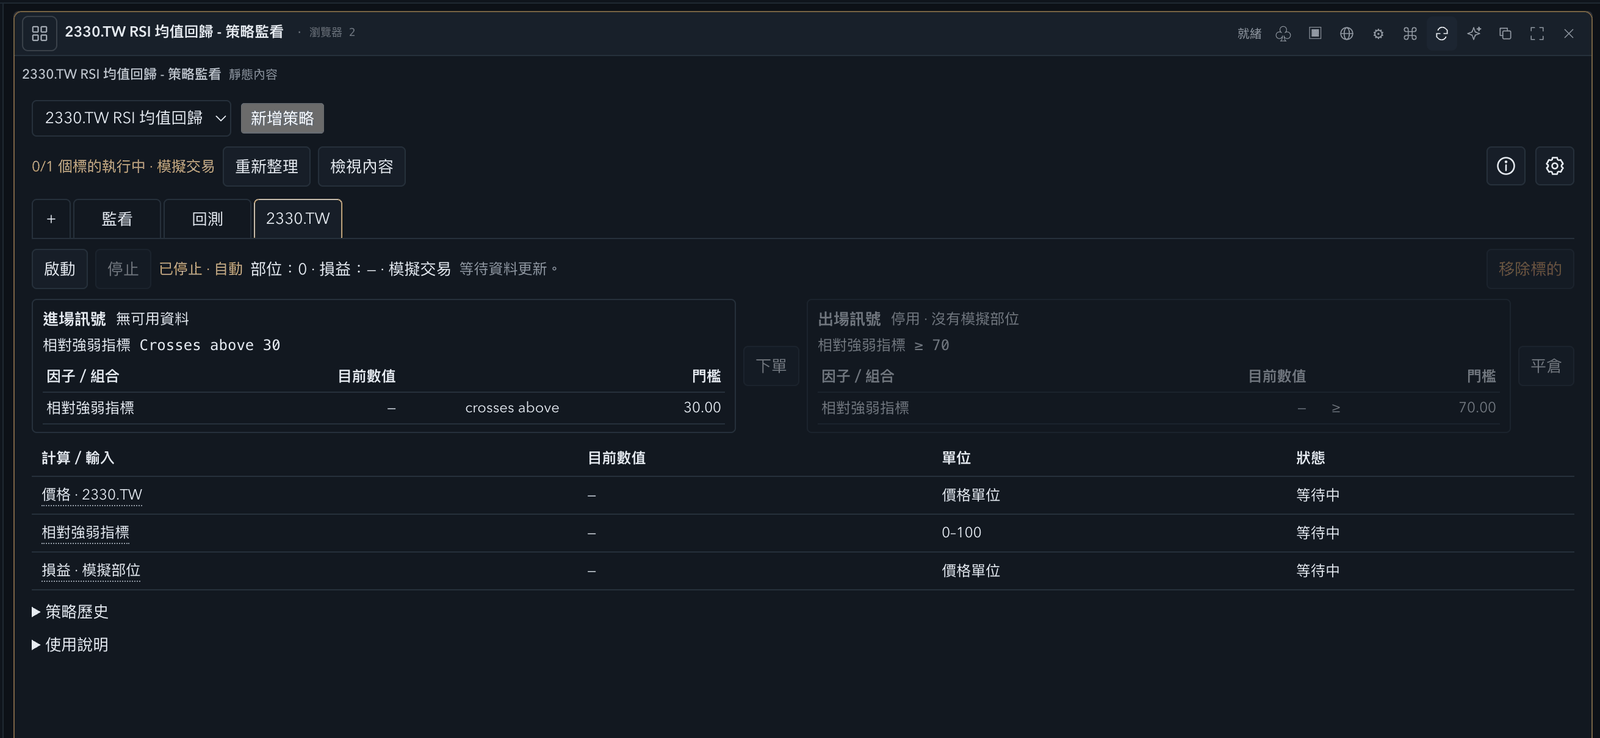 2330.TW RSI 均值回歸 - 策略監看 · 瀏覽器 2 就緒
2330.TW RSI 均值回歸 - 策略監看 靜態內容
2330.TW RSI 均值回歸 新增策略
0/1 個標的執行中 · 模擬交易 重新整理 檢視內容
+ 監看 回測 2330.TW
啟動 停止 已停止 · 自動 部位：0 · 損益：– · 模擬交易 等待資料更新。 移除標的
進場訊號 無可用資料
相對強弱指標 Crosses above 30
因子 / 組合 目前數值 門檻
相對強弱指標 – crosses above 30.00
下單
出場訊號 停用 · 沒有模擬部位
相對強弱指標 ≥ 70
因子 / 組合 目前數值 門檻
相對強弱指標 – ≥ 70.00
平倉
計算 / 輸入 目前數值 單位 狀態
價格 · 2330.TW – 價格單位 等待中
相對強弱指標 – 0–100 等待中
損益 · 模擬部位 – 價格單位 等待中
▶ 策略歷史
▶ 使用說明